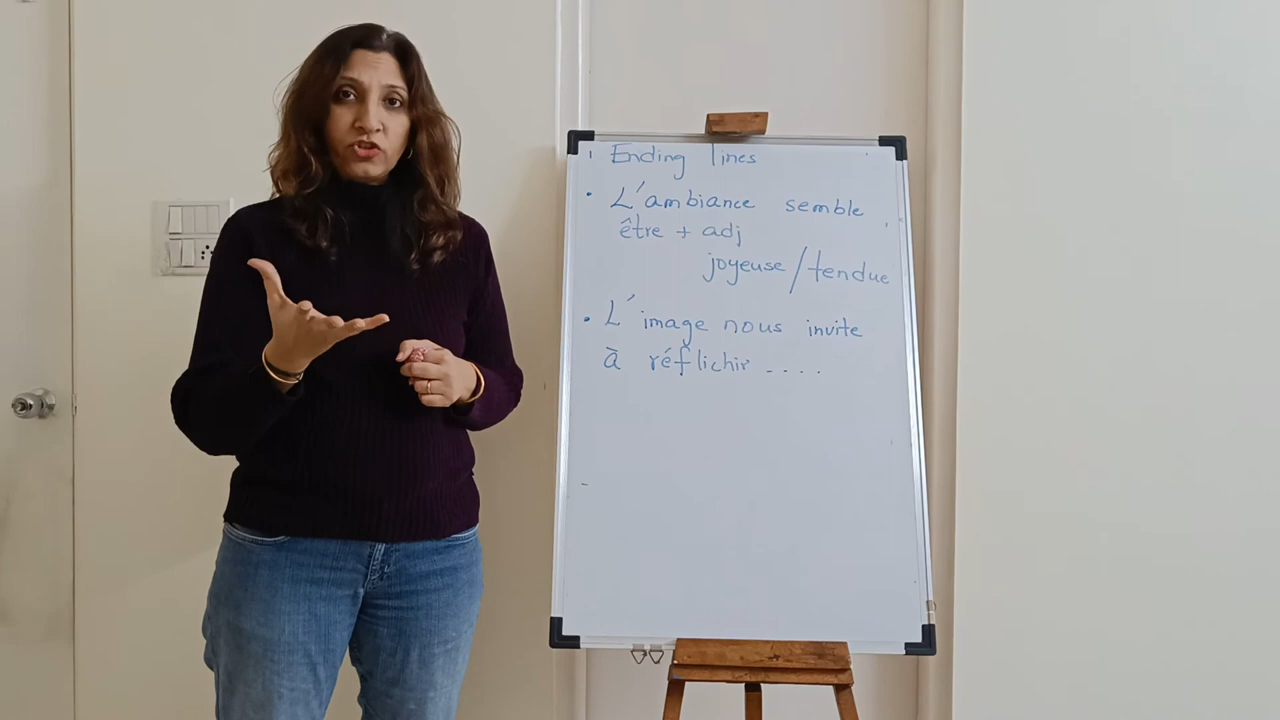 Ending lines
• L'ambiance semble
être + adj
joyeuse/tendue
• L'image nous invite
à réflichir ....